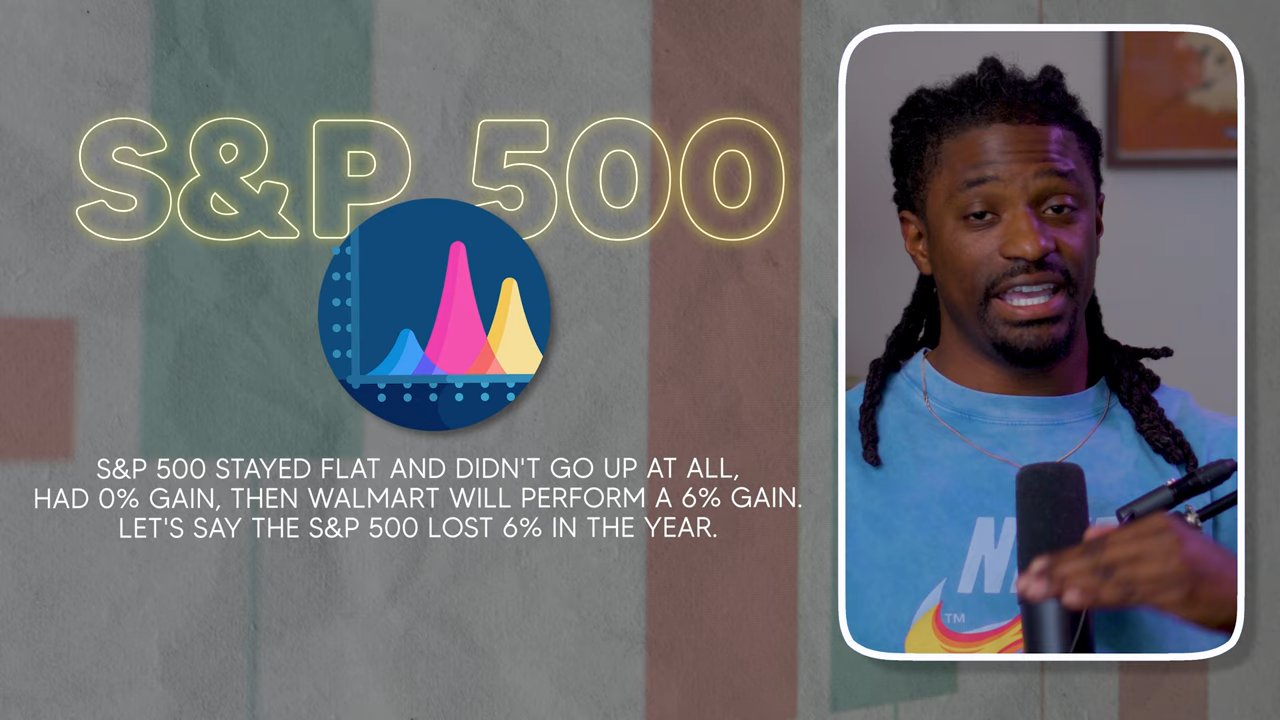 S&P 500
S&P 500 STAYED FLAT AND DIDN'T GO UP AT ALL,
HAD 0% GAIN, THEN WALMART WILL PERFORM A 6% GAIN.
LET'S SAY THE S&P 500 LOST 6% IN THE YEAR.
TM